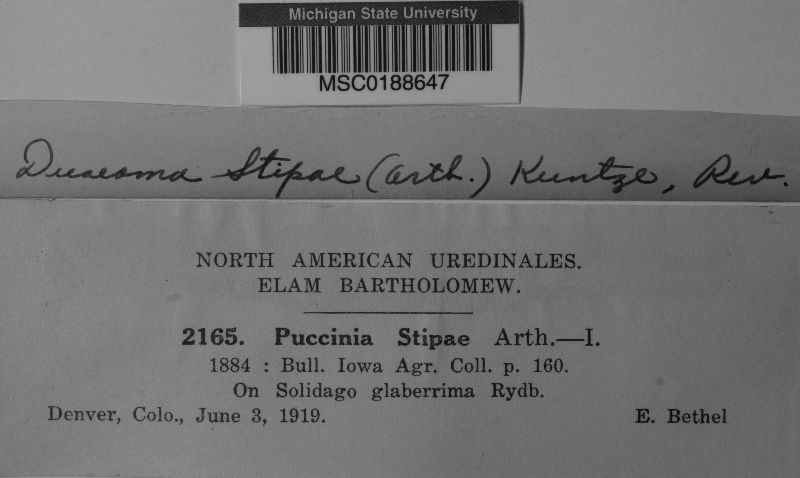 Michigan State University
MSC0188647
Dicaeoma Stipae (Arth.) Kuntze, Rev.
NORTH AMERICAN UREDINALES.
ELAM BARTHOLOMEW.
2165. Puccinia Stipae Arth.—I.
1884 : Bull. Iowa Agr. Coll. p. 160.
On Solidago glaberrima Rydb.
Denver, Colo., June 3, 1919. E. Bethel